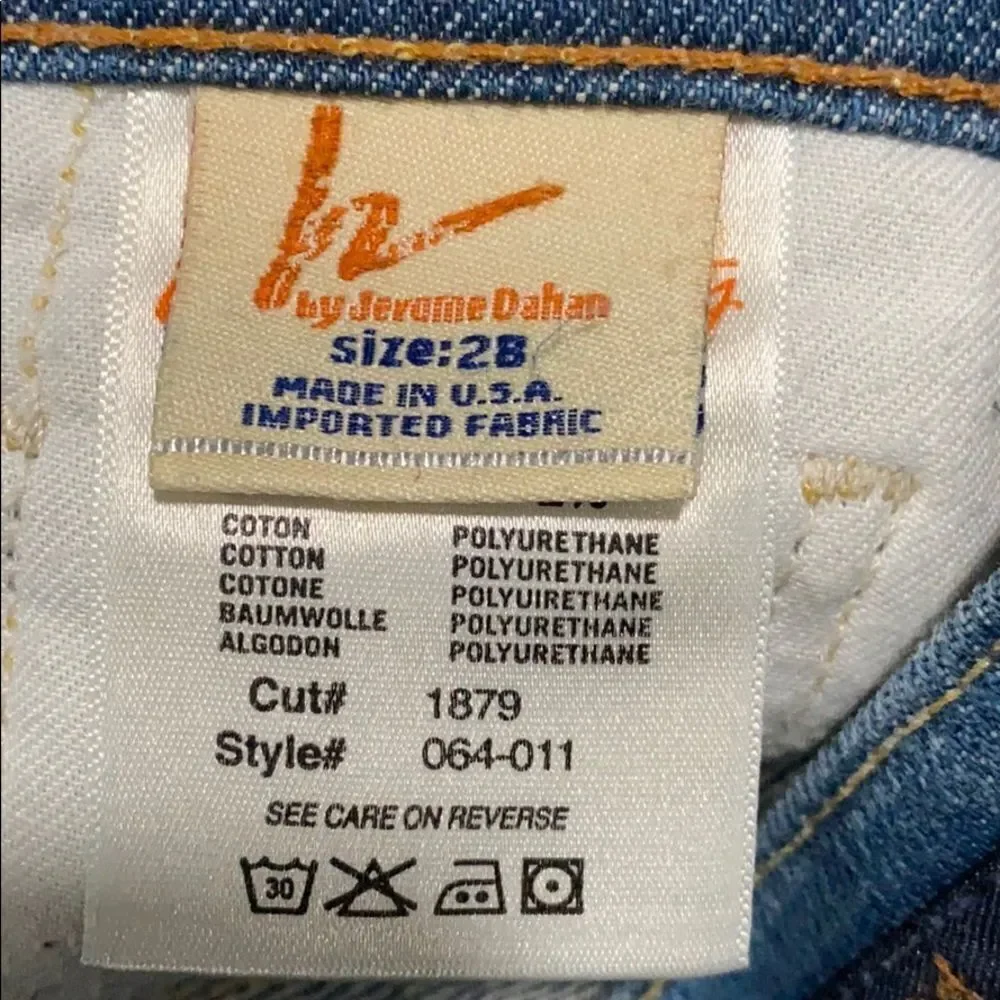 by Jerome Dahan
size:28
MADE IN U.S.A.
IMPORTED FABRIC
COTON POLYURETHANE
COTTON POLYURETHANE
COTONE POLYUIRETHANE
BAUMWOLLE POLYURETHANE
ALGODON POLYURETHANE
Cut# 1879
Style# 064-011
SEE CARE ON REVERSE
30